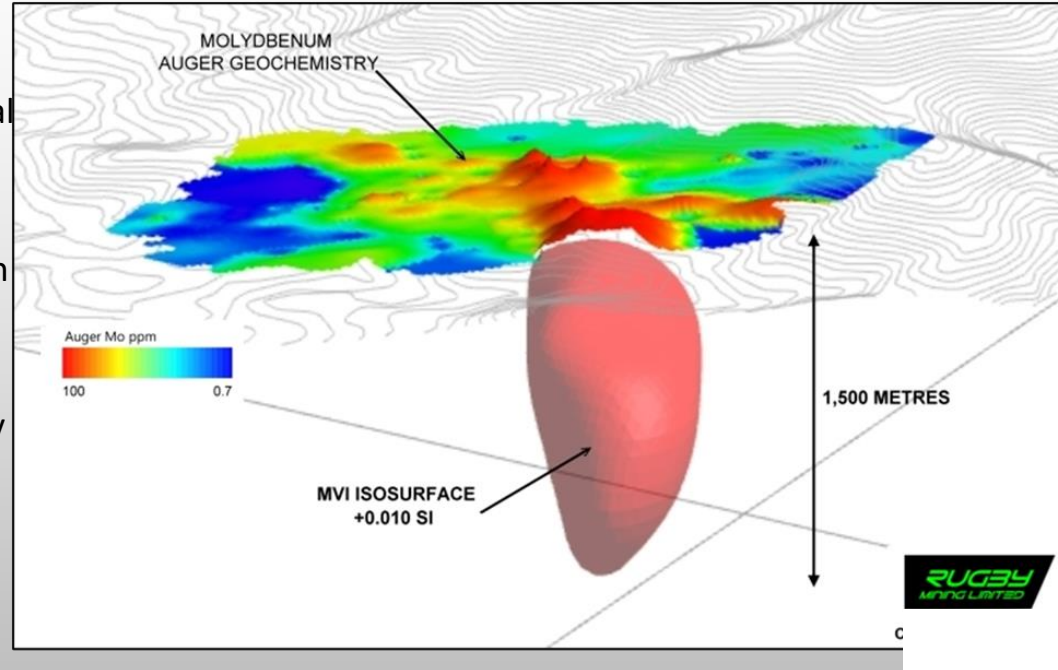 MOLYDBENUM
AUGER GEOCHEMISTRY
Auger Mo ppm
100 0.7
1,500 METRES
MVI ISOSURFACE
+0.010 SI
RUGBY
MINING LIMITED